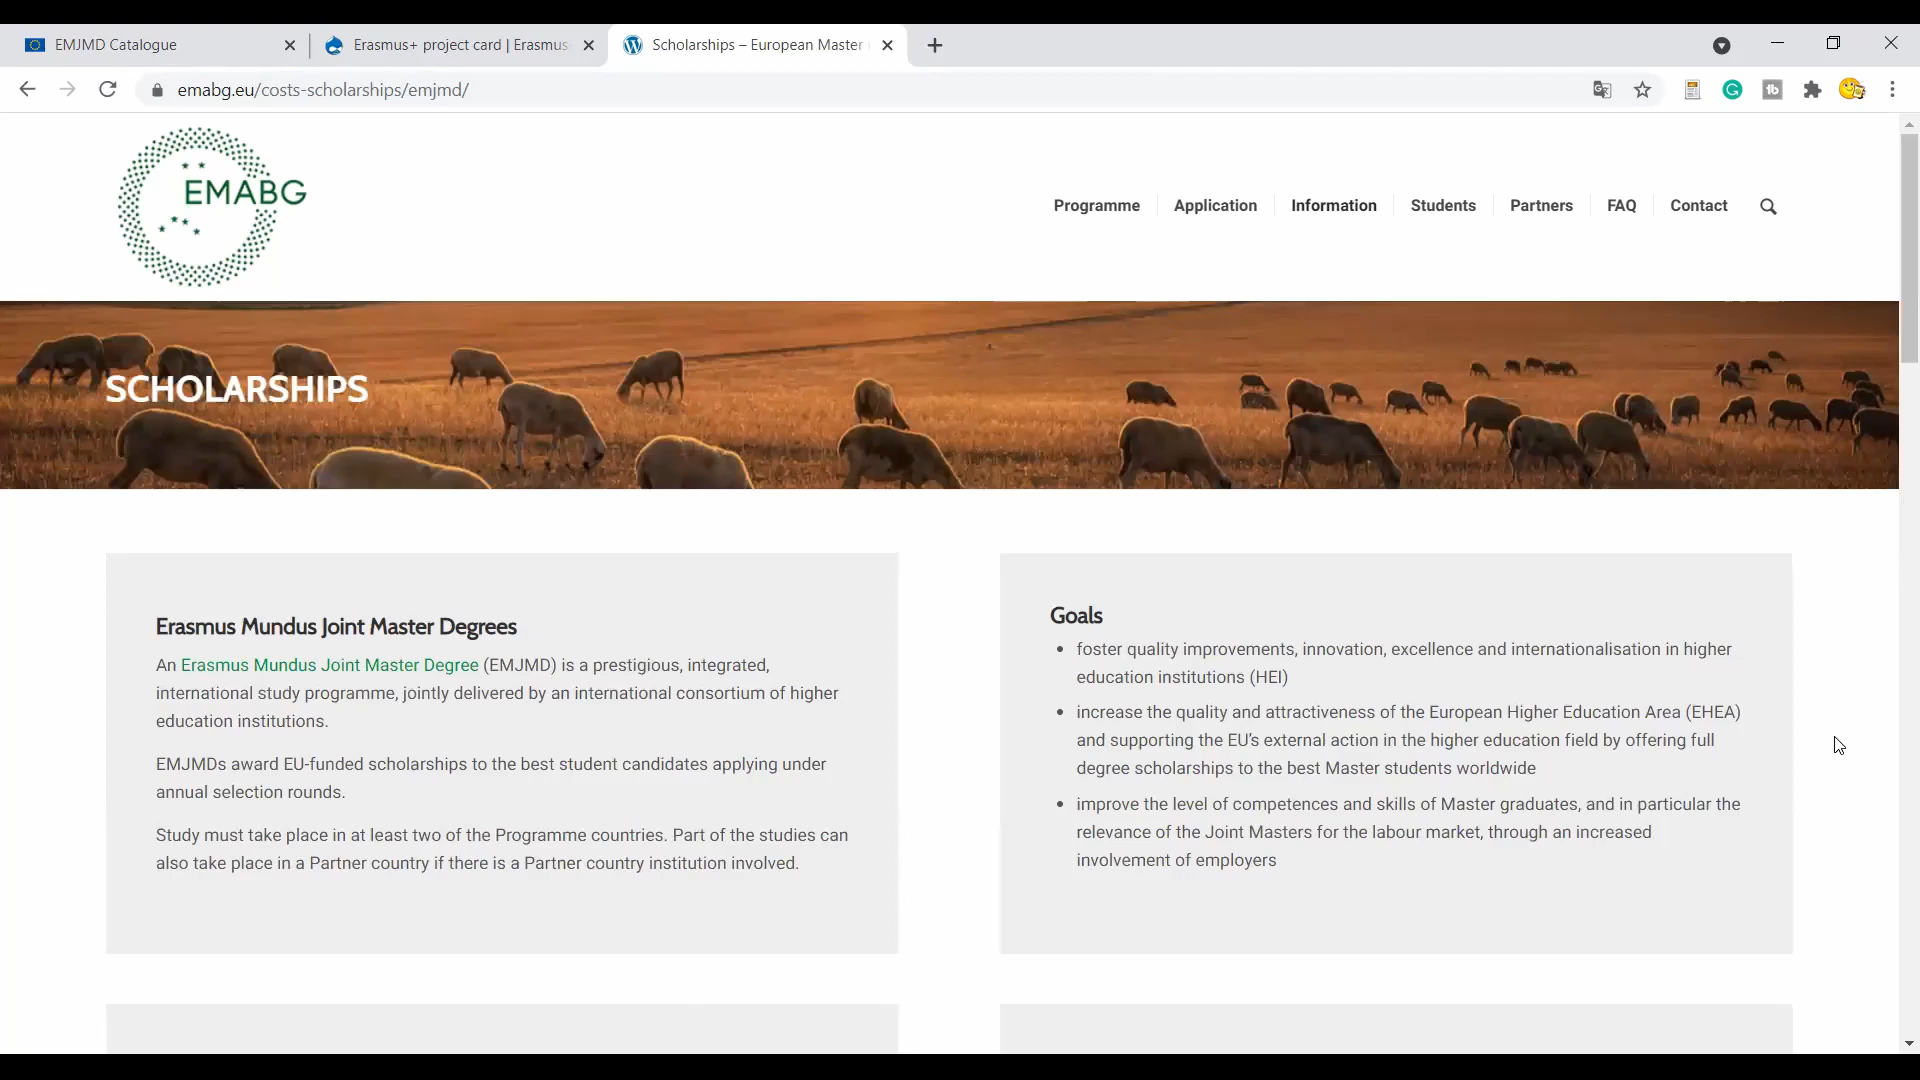 EMJMD Catalogue
Erasmus+ project card | Erasmus
Scholarships – European Master
emabg.eu/costs-scholarships/emjmd/
EMABG
Programme
Application
Information
Students
Partners
FAQ
Contact
SCHOLARSHIPS
Erasmus Mundus Joint Master Degrees
An Erasmus Mundus Joint Master Degree (EMJMD) is a prestigious, integrated,
international study programme, jointly delivered by an international consortium of higher
education institutions.
EMJMDs award EU-funded scholarships to the best student candidates applying under
annual selection rounds.
Study must take place in at least two of the Programme countries. Part of the studies can
also take place in a Partner country if there is a Partner country institution involved.
Goals
foster quality improvements, innovation, excellence and internationalisation in higher
education institutions (HEI)
increase the quality and attractiveness of the European Higher Education Area (EHEA)
and supporting the EU's external action in the higher education field by offering full
degree scholarships to the best Master students worldwide
improve the level of competences and skills of Master graduates, and in particular the
relevance of the Joint Masters for the labour market, through an increased
involvement of employers